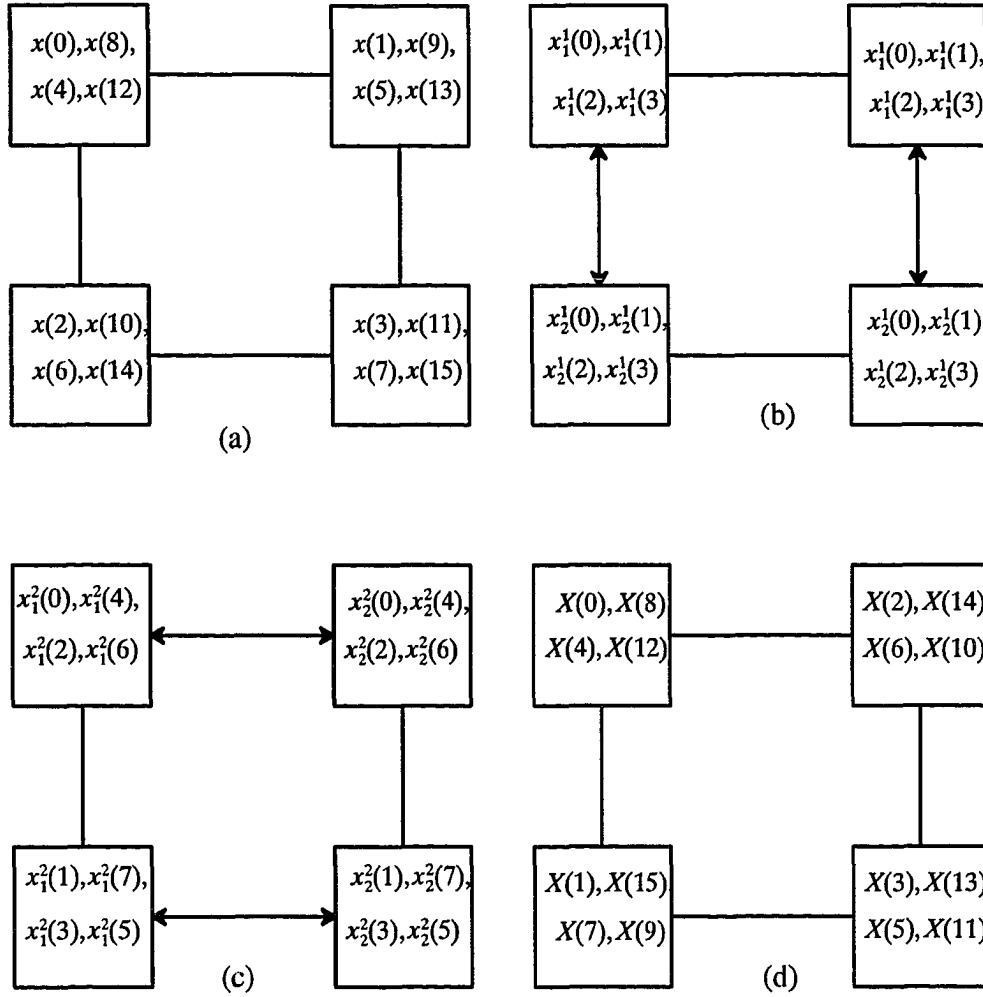 x(0),x(8),
x(4),x(12)
x(1),x(9),
x(5),x(13)
x(2),x(10),
x(6),x(14)
x(3),x(11),
x(7),x(15)
(a)
x₁¹(0),x₁¹(1),
x₁¹(2),x₁¹(3)
x₁¹(0),x₁¹(1),
x₁¹(2),x₁¹(3)
x₂¹(0),x₂¹(1),
x₂¹(2),x₂¹(3)
x₂¹(0),x₂¹(1)
x₂¹(2),x₂¹(3)
(b)
x₁²(0),x₁²(4),
x₁²(2),x₁²(6)
x₂²(0),x₂²(4),
x₂²(2),x₂²(6)
x₁²(1),x₁²(7),
x₁²(3),x₁²(5)
x₂²(1),x₂²(7),
x₂²(3),x₂²(5)
(c)
X(0), X(8)
X(4), X(12)
X(2), X(14)
X(6), X(10)
X(1), X(15)
X(7), X(9)
X(3), X(13)
X(5), X(11)
(d)